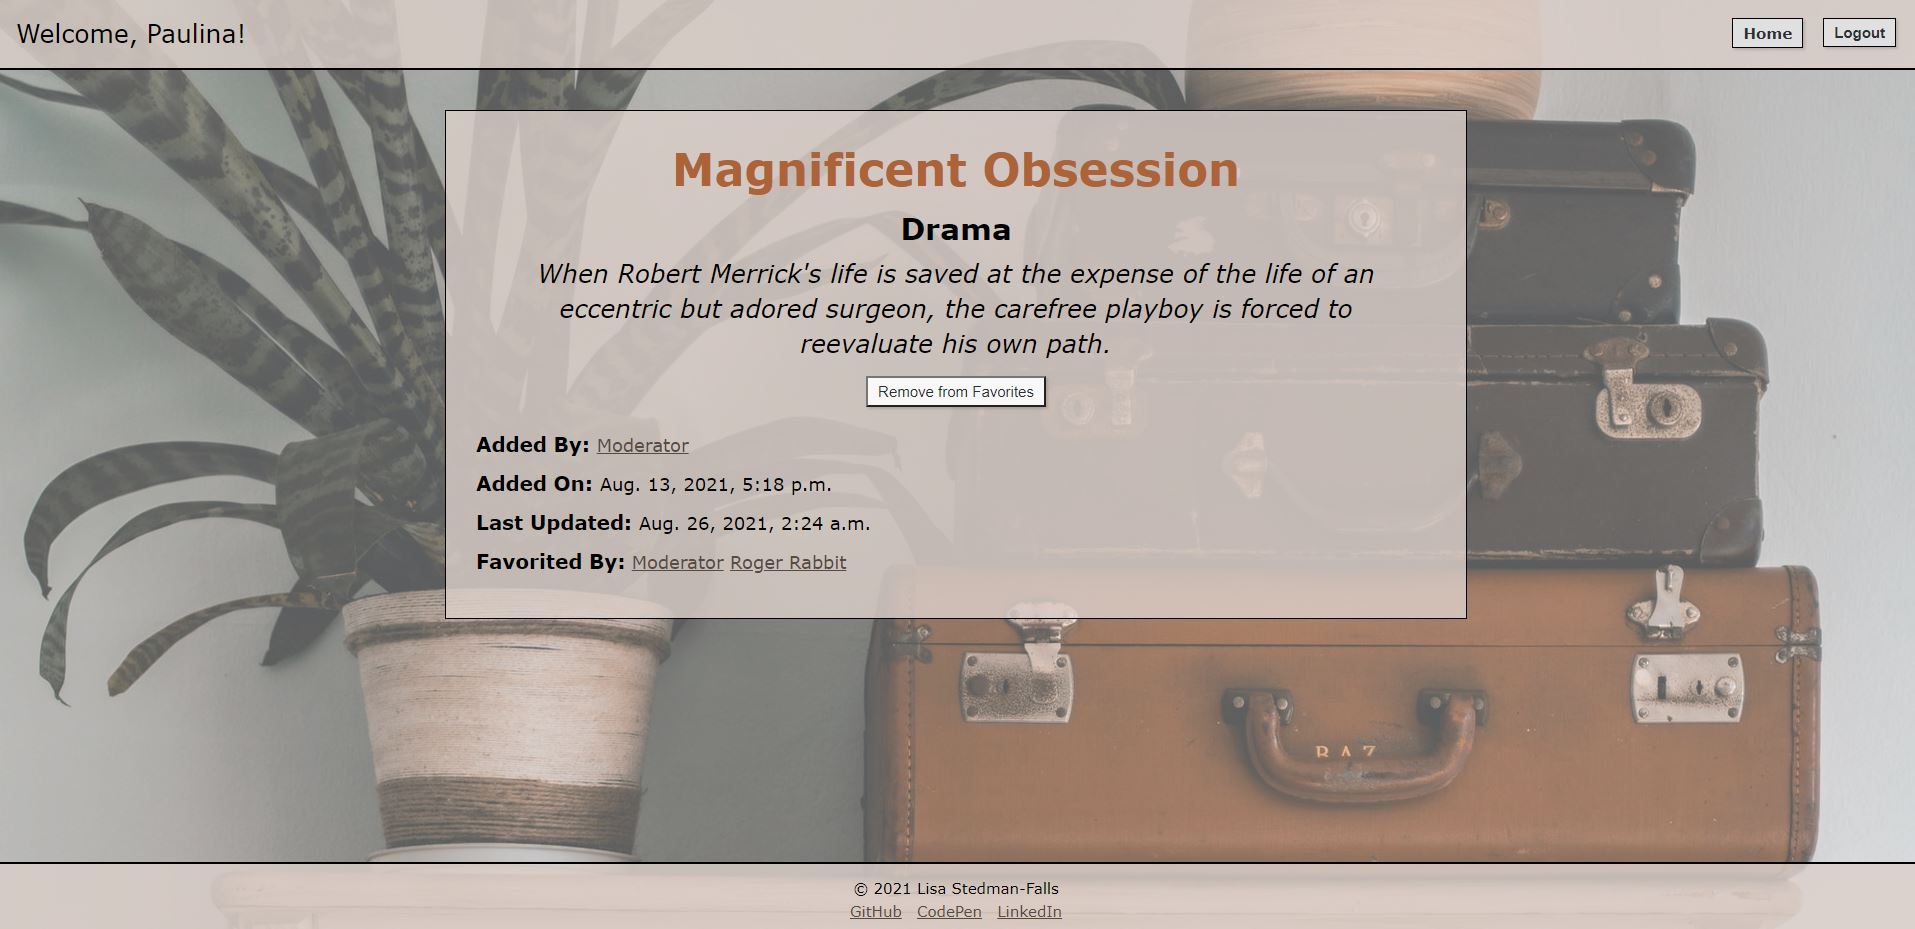 Welcome, Paulina!
Home
Logout
Magnificent Obsession
Drama
When Robert Merrick's life is saved at the expense of the life of an
eccentric but adored surgeon, the carefree playboy is forced to
reevaluate his own path.
Remove from Favorites
Added By: Moderator
Added On: Aug. 13, 2021, 5:18 p.m.
Last Updated: Aug. 26, 2021, 2:24 a.m.
Favorited By: Moderator Roger Rabbit
B A Z
© 2021 Lisa Stedman-Falls
GitHub CodePen LinkedIn